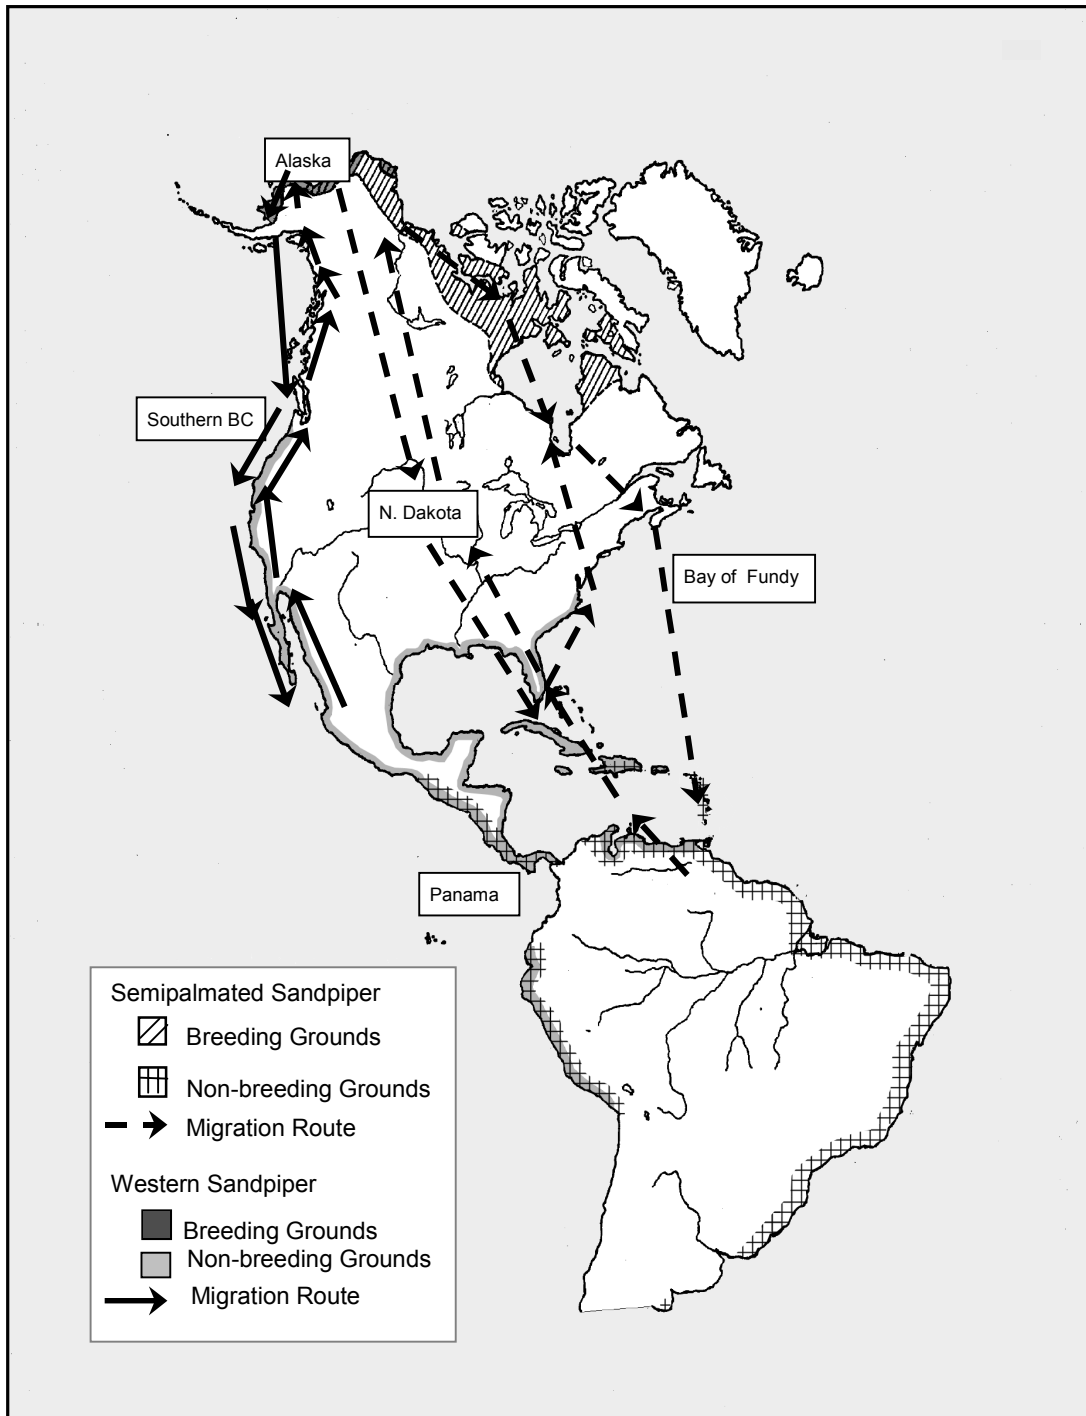 Alaska
Southern BC
N. Dakota
Bay of Fundy
Panama
Semipalmated Sandpiper
Breeding Grounds
Non-breeding Grounds
Migration Route
Western Sandpiper
Breeding Grounds
Non-breeding Grounds
Migration Route